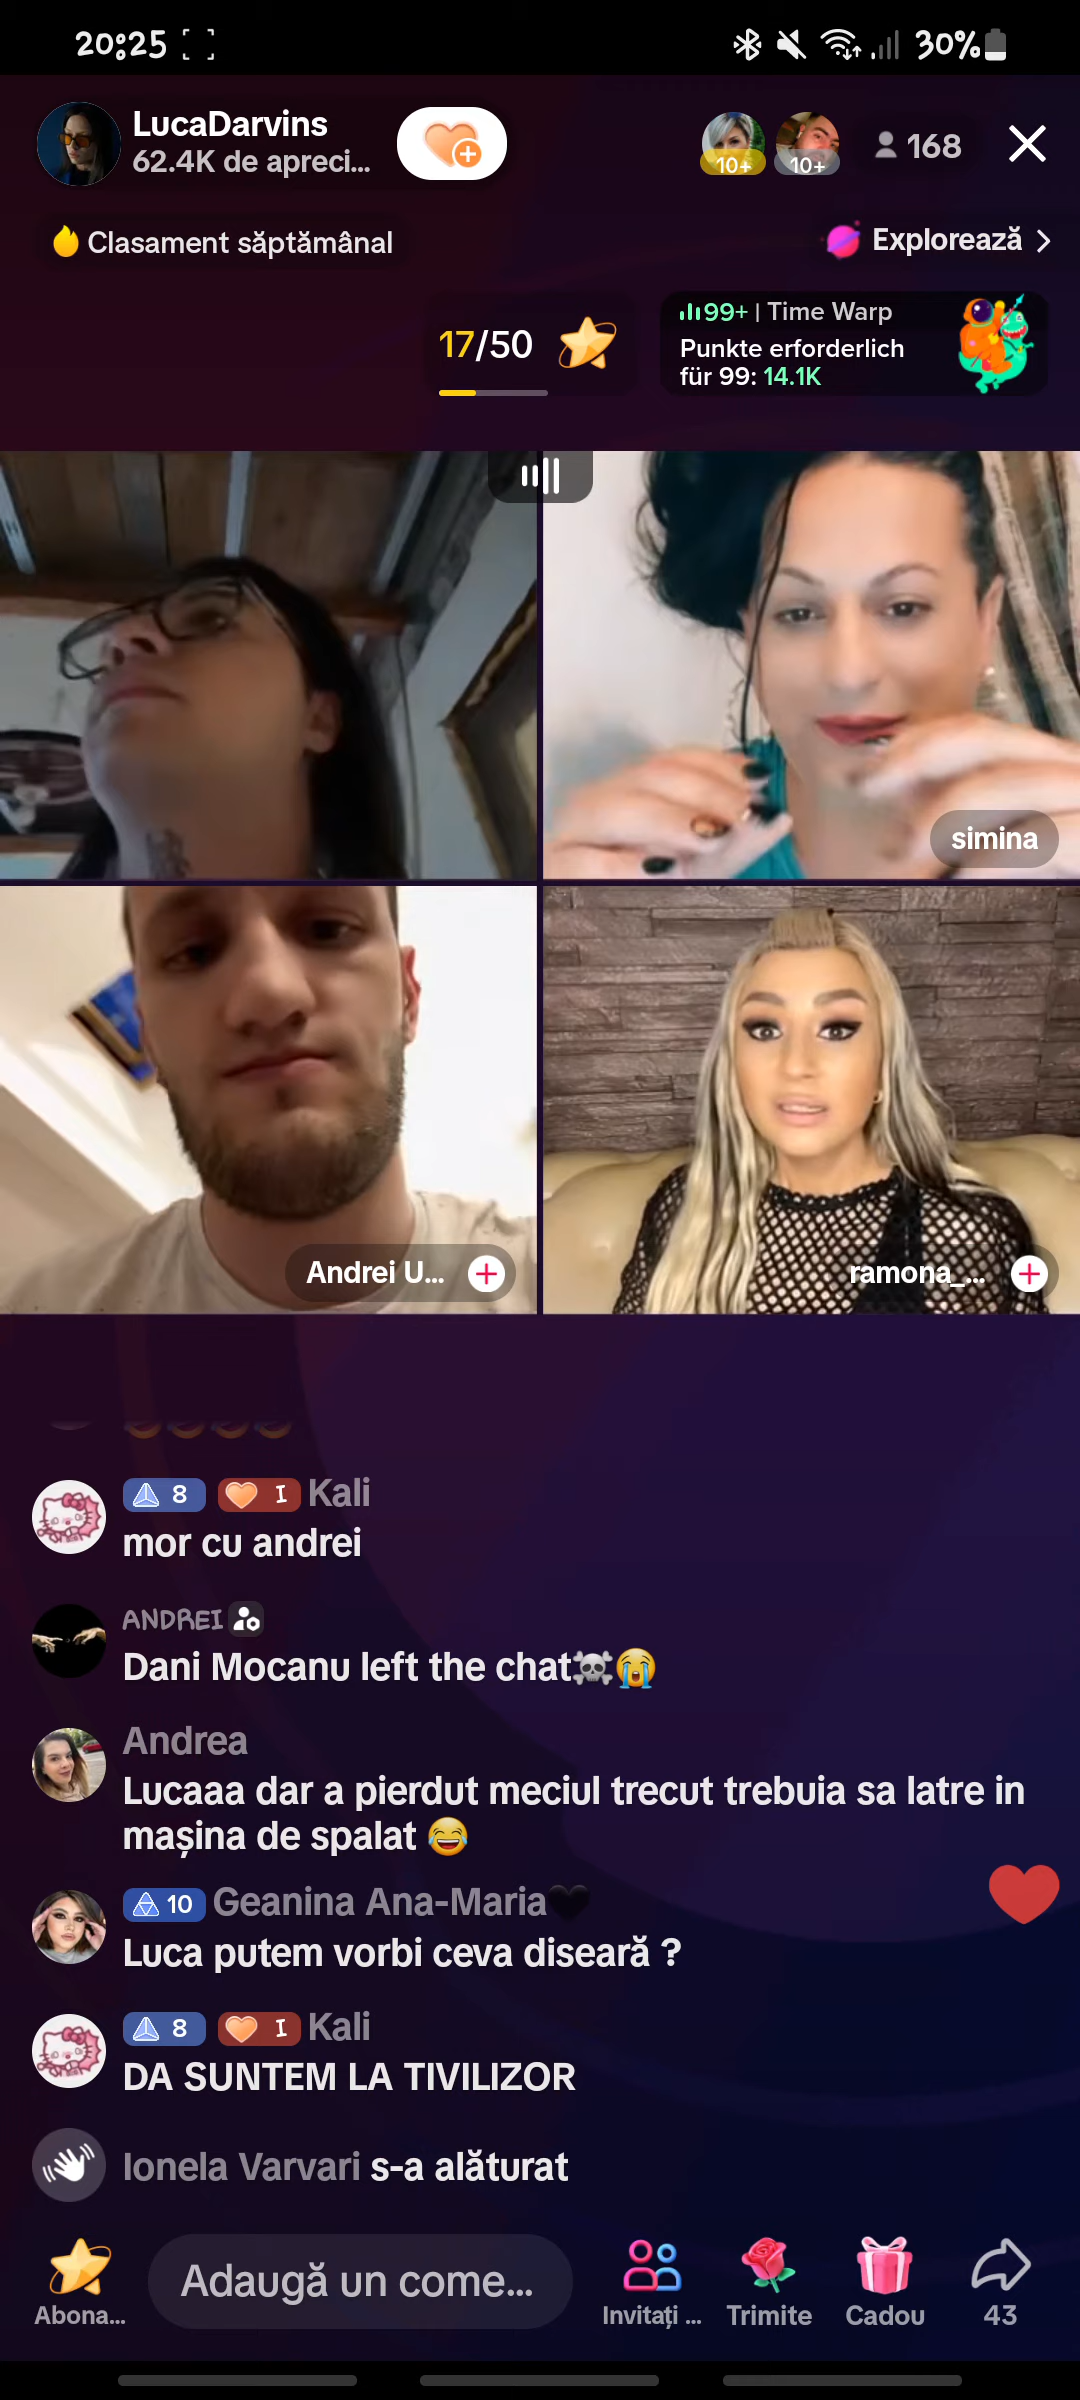 20:25
30%
LucaDarvins
62.4K de apreci...
10+
10+
168
Clasament săptămânal
Explorează
17/50
99+ | Time Warp
Punkte erforderlich
für 99: 14.1K
simina
Andrei U...
ramona_...
8 I Kali
mor cu andrei
ANDREI
Dani Mocanu left the chat☠😭
Andrea
Lucaaa dar a pierdut meciul trecut trebuia sa latre in
mașina de spalat 😂
10 Geanina Ana-Maria🖤
Luca putem vorbi ceva diseară ?
8 I Kali
DA SUNTEM LA TIVILIZOR
Ionela Varvari s-a alăturat
Abona...
Adaugă un come...
Invitați ...
Trimite
Cadou
43